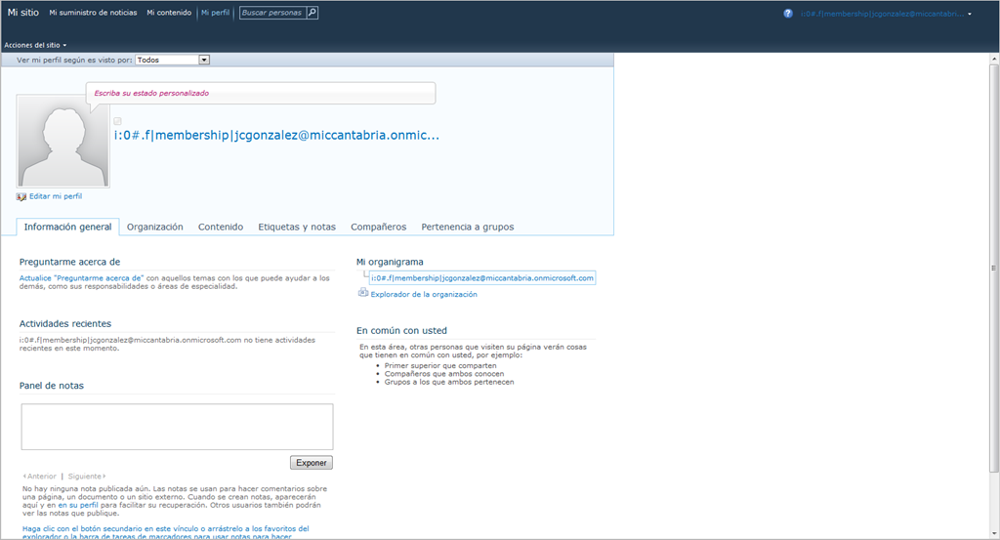 Mi sitio Mi suministro de noticias Mi contenido Mi perfil Buscar personas i:0#.f|membership|jcgonzalez@miccantabri...
Acciones del sitio
Ver mi perfil según es visto por: Todos
Escriba su estado personalizado
i:0#.f|membership|jcgonzalez@miccantabria.onmic...
Editar mi perfil
Información general Organización Contenido Etiquetas y notas Compañeros Pertenencia a grupos
Preguntarme acerca de
Actualice "Preguntarme acerca de" con aquellos temas con los que puede ayudar a los
demás, como sus responsabilidades o áreas de especialidad.
Actividades recientes
i:0#.f|membership|jcgonzalez@miccantabria.onmicrosoft.com no tiene actividades
recientes en este momento.
Panel de notas
Exponer
Anterior | Siguiente
No hay ninguna nota publicada aún. Las notas se usan para hacer comentarios sobre
una página, un documento o un sitio externo. Cuando se crean notas, aparecerán
aquí y en en su perfil para facilitar su recuperación. Otros usuarios también podrán
ver las notas que publique.
Haga clic con el botón secundario en este vínculo o arrástrelo a los favoritos del
explorador o la barra de tareas de marcadores para usar notas para hacer
Mi organigrama
i:0#.f|membership|jcgonzalez@miccantabria.onmicrosoft.com
Explorador de la organización
En común con usted
En esta área, otras personas que visiten su página verán cosas
que tienen en común con usted, por ejemplo:
• Primer superior que comparten
• Compañeros que ambos conocen
• Grupos a los que ambos pertenecen